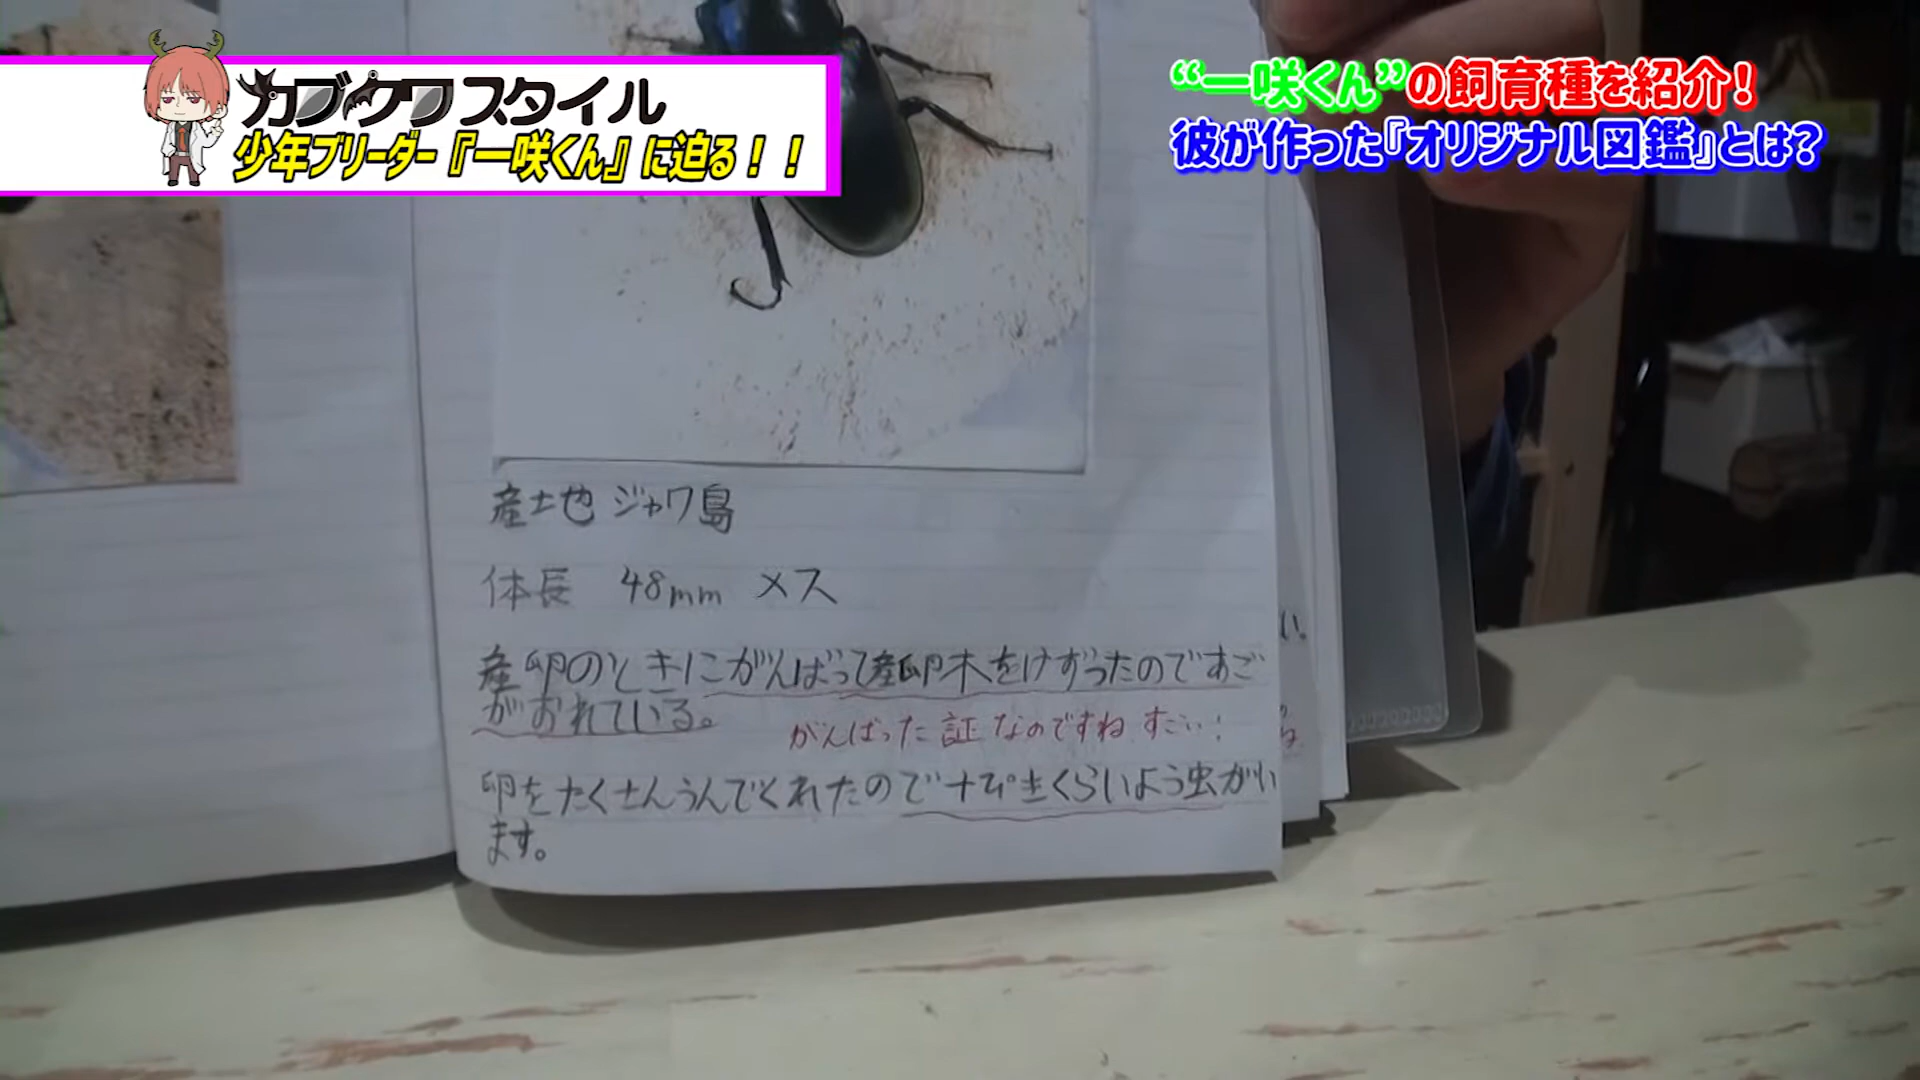 カブクワスタイル
少年ブリーダー『一咲くん』に迫る！！
“一咲くん”の飼育種を紹介！
彼が作った『オリジナル図鑑』とは？
産土也 ジャワ島
体長 48mm メス
産卵のときにがんばって産卵木をけずったのであご
がおれている。
がんばった証なのですね すごい！
卵をたくさんうんでくれたので十ぴきくらいよう虫がい
ます。
い。
ね